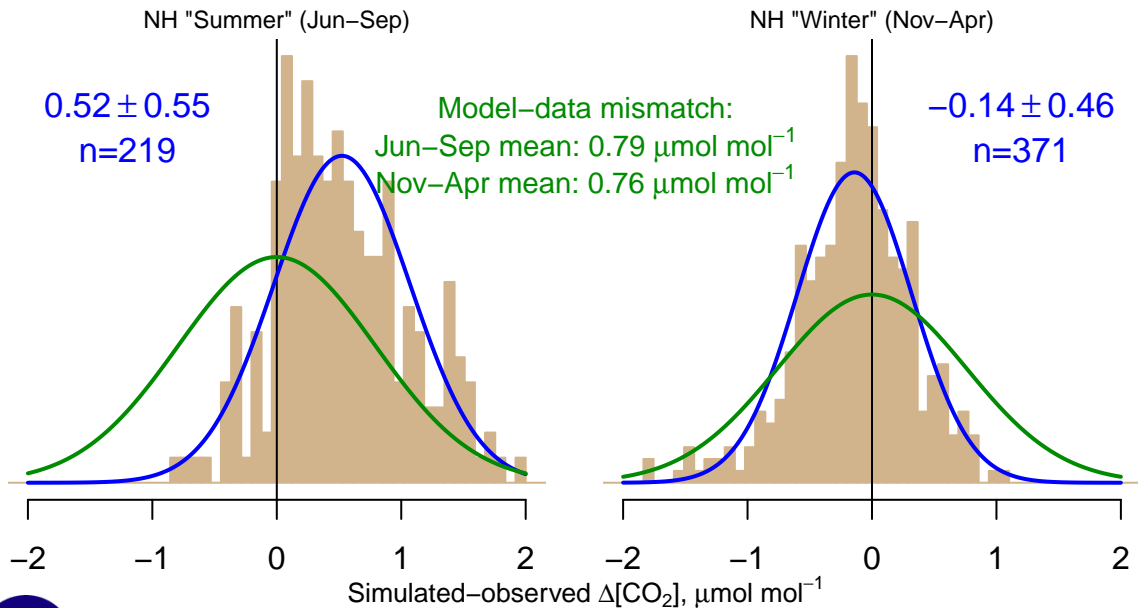 NH "Summer" (Jun−Sep)
NH "Winter" (Nov−Apr)
0.52 ± 0.55
n=219
Model−data mismatch:
Jun−Sep mean: 0.79 μmol mol⁻¹
Nov−Apr mean: 0.76 μmol mol⁻¹
−0.14 ± 0.46
n=371
−2 −1 0 1 2
−2 −1 0 1 2
Simulated−observed Δ[CO₂], μmol mol⁻¹